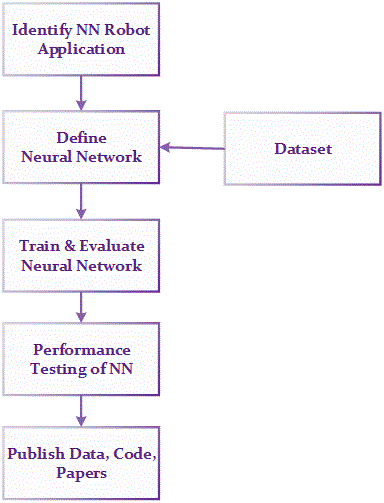 Identify NN Robot
Application
Define
Neural Network
Dataset
Train & Evaluate
Neural Network
Performance
Testing of NN
Publish Data, Code,
Papers